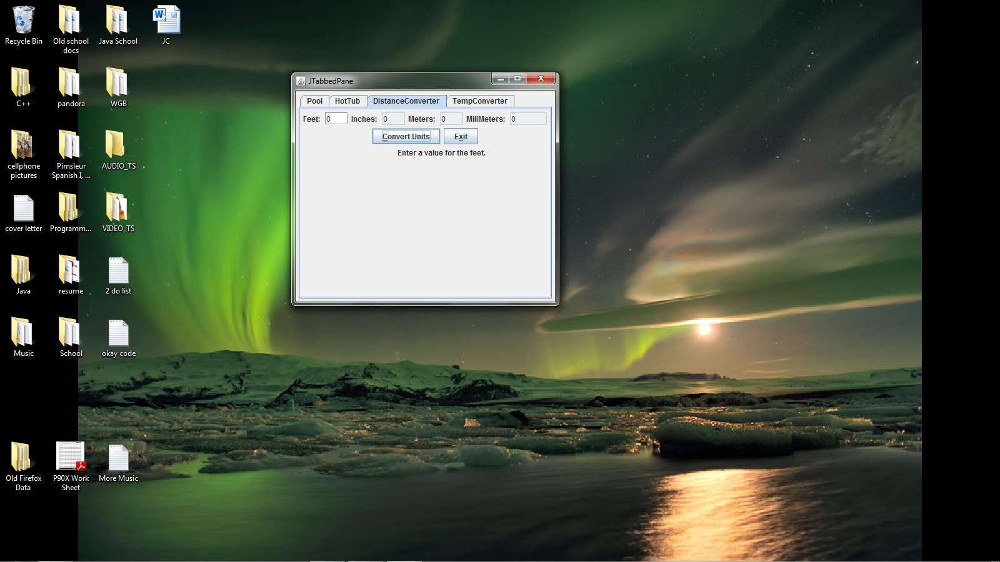 Recycle Bin
Old school
docs
Java School
JC
C++
pandora
WGB
cellphone
pictures
Pimsleur
Spanish I, ...
AUDIO_TS
cover letter
Programm...
VIDEO_TS
Java
resume
2 do list
Music
School
okay code
Old Firefox
Data
P90X Work
Sheet
More Music
JTabbedPane
Pool HotTub DistanceConverter TempConverter
Feet: 0 Inches: 0 Meters: 0 MiliMeters: 0
Convert Units Exit
Enter a value for the feet.